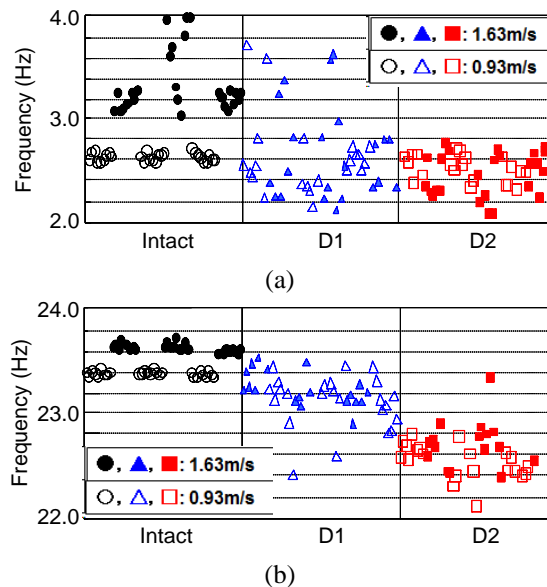 4.0
3.0
2.0
Frequency (Hz)
●, ▲, ■: 1.63m/s
○, △, □: 0.93m/s
Intact D1 D2
(a)
24.0
23.0
22.0
Frequency (Hz)
●, ▲, ■: 1.63m/s
○, △, □: 0.93m/s
Intact D1 D2
(b)